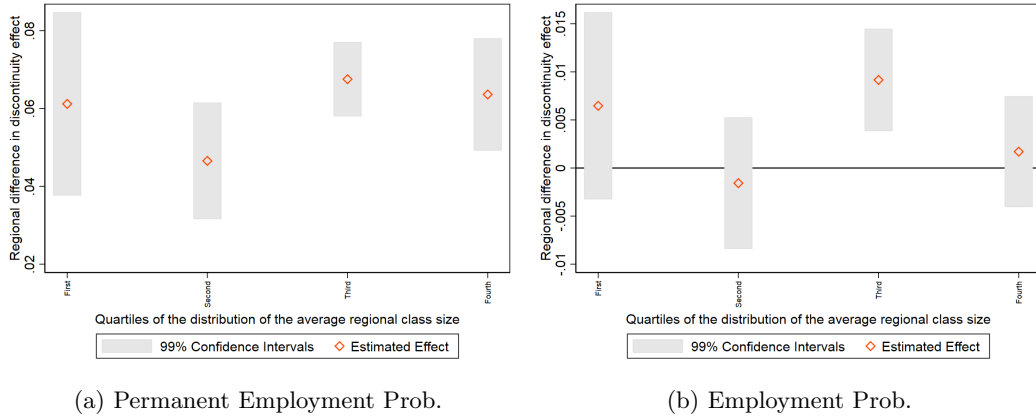 Regional difference in discontinuity effect
.08
.06
.04
.02
First
Second
Third
Fourth
Quartiles of the distribution of the average regional class size
99% Confidence Intervals
Estimated Effect
(a) Permanent Employment Prob.
Regional difference in discontinuity effect
.015
.01
.005
0
-.005
-.01
First
Second
Third
Fourth
Quartiles of the distribution of the average regional class size
99% Confidence Intervals
Estimated Effect
(b) Employment Prob.